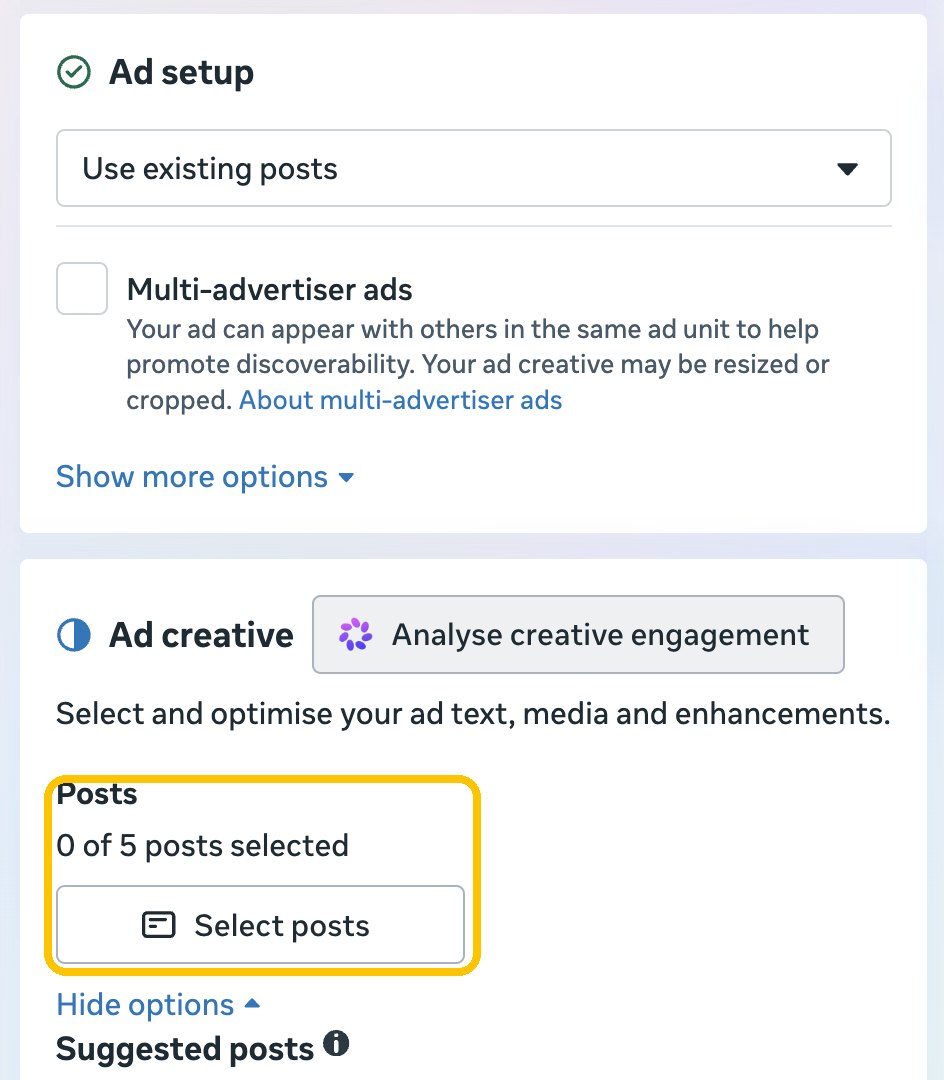 Ad setup
Use existing posts
Multi-advertiser ads
Your ad can appear with others in the same ad unit to help
promote discoverability. Your ad creative may be resized or
cropped. About multi-advertiser ads
Show more options
Ad creative
Analyse creative engagement
Select and optimise your ad text, media and enhancements.
Posts
0 of 5 posts selected
Select posts
Hide options
Suggested posts